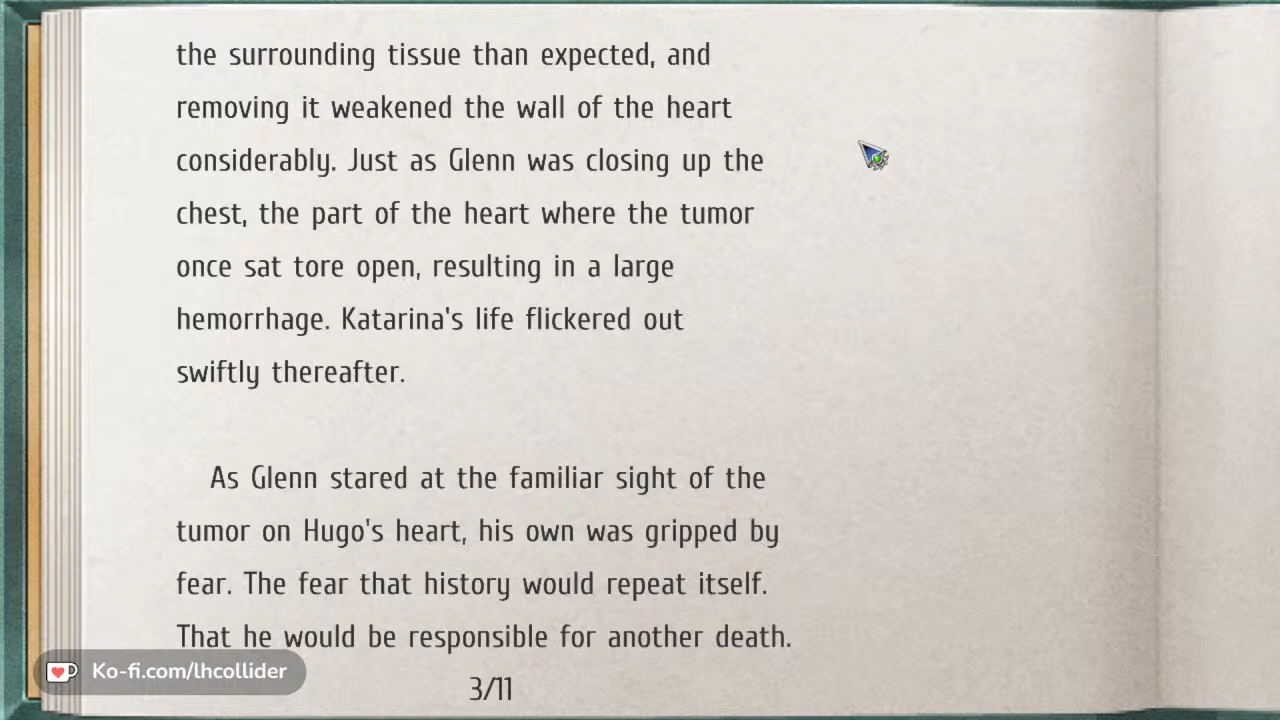 the surrounding tissue than expected, and
removing it weakened the wall of the heart
considerably. Just as Glenn was closing up the
chest, the part of the heart where the tumor
once sat tore open, resulting in a large
hemorrhage. Katarina's life flickered out
swiftly thereafter.
As Glenn stared at the familiar sight of the
tumor on Hugo's heart, his own was gripped by
fear. The fear that history would repeat itself.
That he would be responsible for another death.
Ko-fi.com/lhcollider
3/11